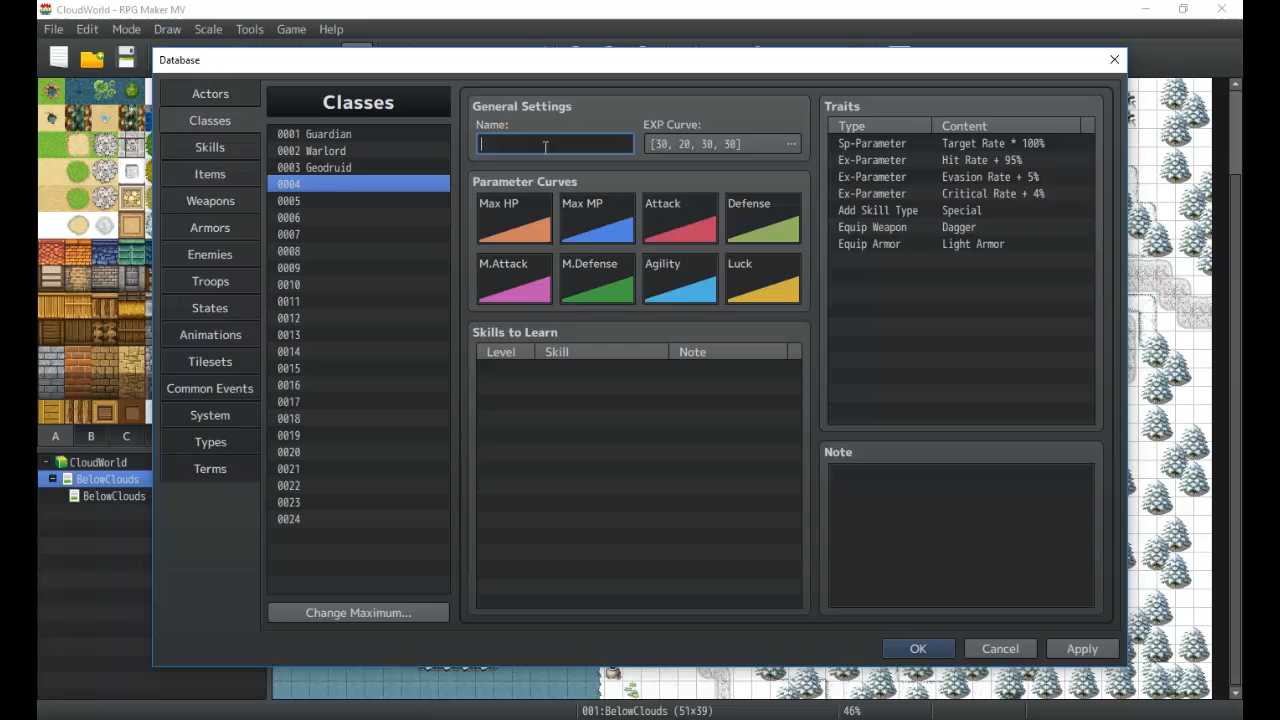 CloudWorld - RPG Maker MV
File Edit Mode Draw Scale Tools Game Help
Database
Actors
Classes
Skills
Items
Weapons
Armors
Enemies
Troops
States
Animations
Tilesets
Common Events
System
Types
Terms
Classes
0001 Guardian
0002 Warlord
0003 Geodruid
0004
0005
0006
0007
0008
0009
0010
0011
0012
0013
0014
0015
0016
0017
0018
0019
0020
0021
0022
0023
0024
Change Maximum...
General Settings
Name: EXP Curve:
[30, 20, 30, 30] ...
Parameter Curves
Max HP Max MP Attack Defense
M.Attack M.Defense Agility Luck
Skills to Learn
Level Skill Note
Traits
Type Content
Sp-Parameter Target Rate * 100%
Ex-Parameter Hit Rate + 95%
Ex-Parameter Evasion Rate + 5%
Ex-Parameter Critical Rate + 4%
Add Skill Type Special
Equip Weapon Dagger
Equip Armor Light Armor
Note
OK Cancel Apply
A B C
CloudWorld
BelowClouds
BelowClouds
001:BelowClouds (51x39) 46%